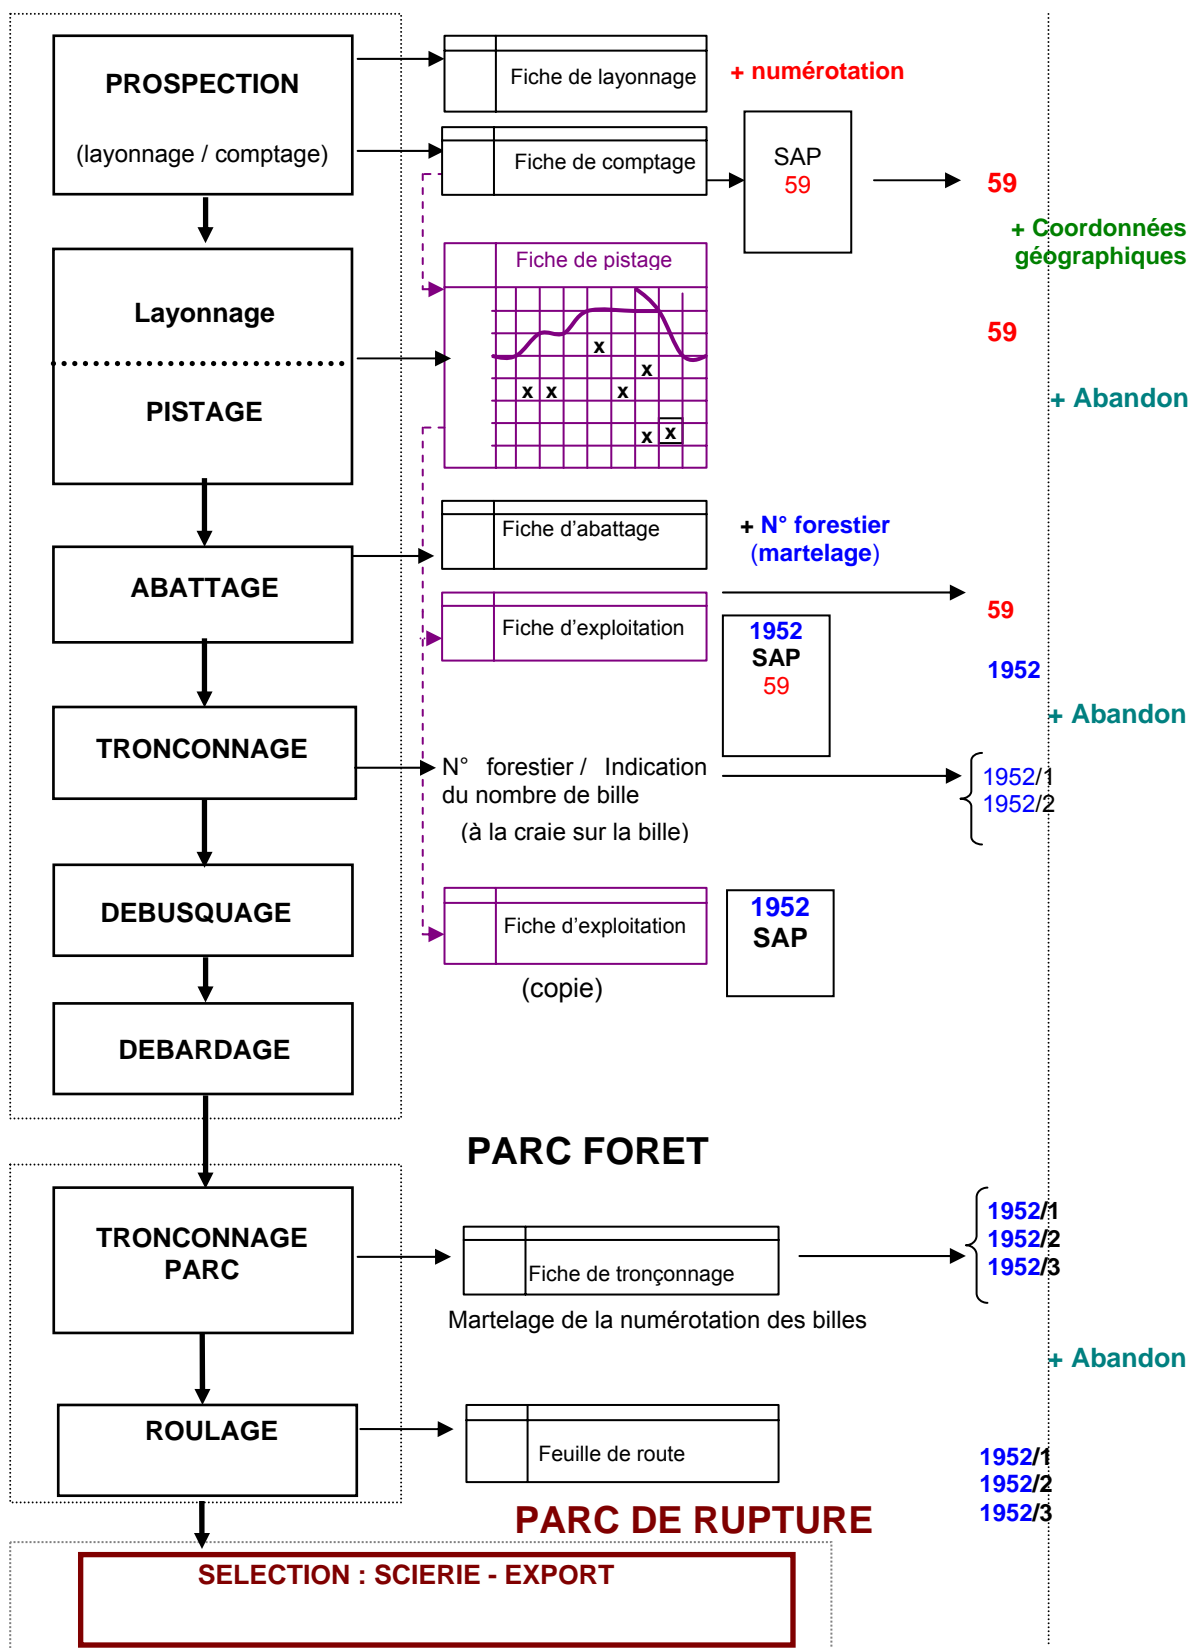 PROSPECTION
(layonnage / comptage)
Fiche de layonnage
+ numérotation
Fiche de comptage
SAP
59
59
+ Coordonnées
géographiques
Layonnage
PISTAGE
Fiche de pistage
x
x
x x x
x x
59
+ Abandon
ABATTAGE
Fiche d'abattage
+ N° forestier
(martelage)
Fiche d'exploitation
1952
SAP
59
59
1952
+ Abandon
TRONCONNAGE
N° forestier / Indication
du nombre de bille
(à la craie sur la bille)
1952/1
1952/2
DEBUSQUAGE
Fiche d'exploitation
(copie)
1952
SAP
DEBARDAGE
PARC FORET
TRONCONNAGE
PARC
Fiche de tronçonnage
Martelage de la numérotation des billes
1952/1
1952/2
1952/3
+ Abandon
ROULAGE
Feuille de route
1952/1
1952/2
1952/3
PARC DE RUPTURE
SELECTION : SCIERIE - EXPORT